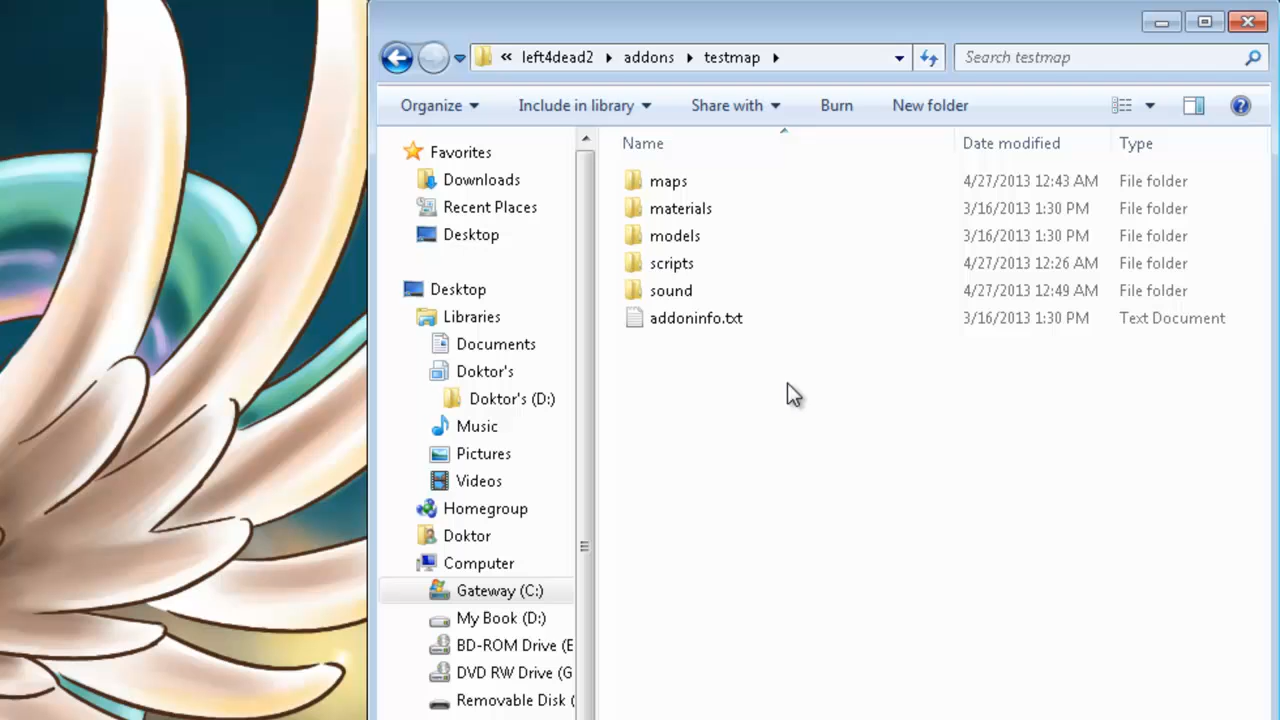 « left4dead2 addons testmap
Search testmap
Organize Include in library Share with Burn New folder
Name Date modified Type
Favorites
Downloads
Recent Places
Desktop
Desktop
Libraries
Documents
Doktor's
Doktor's (D:)
Music
Pictures
Videos
Homegroup
Doktor
Computer
Gateway (C:)
My Book (D:)
BD-ROM Drive (E
DVD RW Drive (G
Removable Disk (
maps 4/27/2013 12:43 AM File folder
materials 3/16/2013 1:30 PM File folder
models 3/16/2013 1:30 PM File folder
scripts 4/27/2013 12:26 AM File folder
sound 4/27/2013 12:49 AM File folder
addoninfo.txt 3/16/2013 1:30 PM Text Document